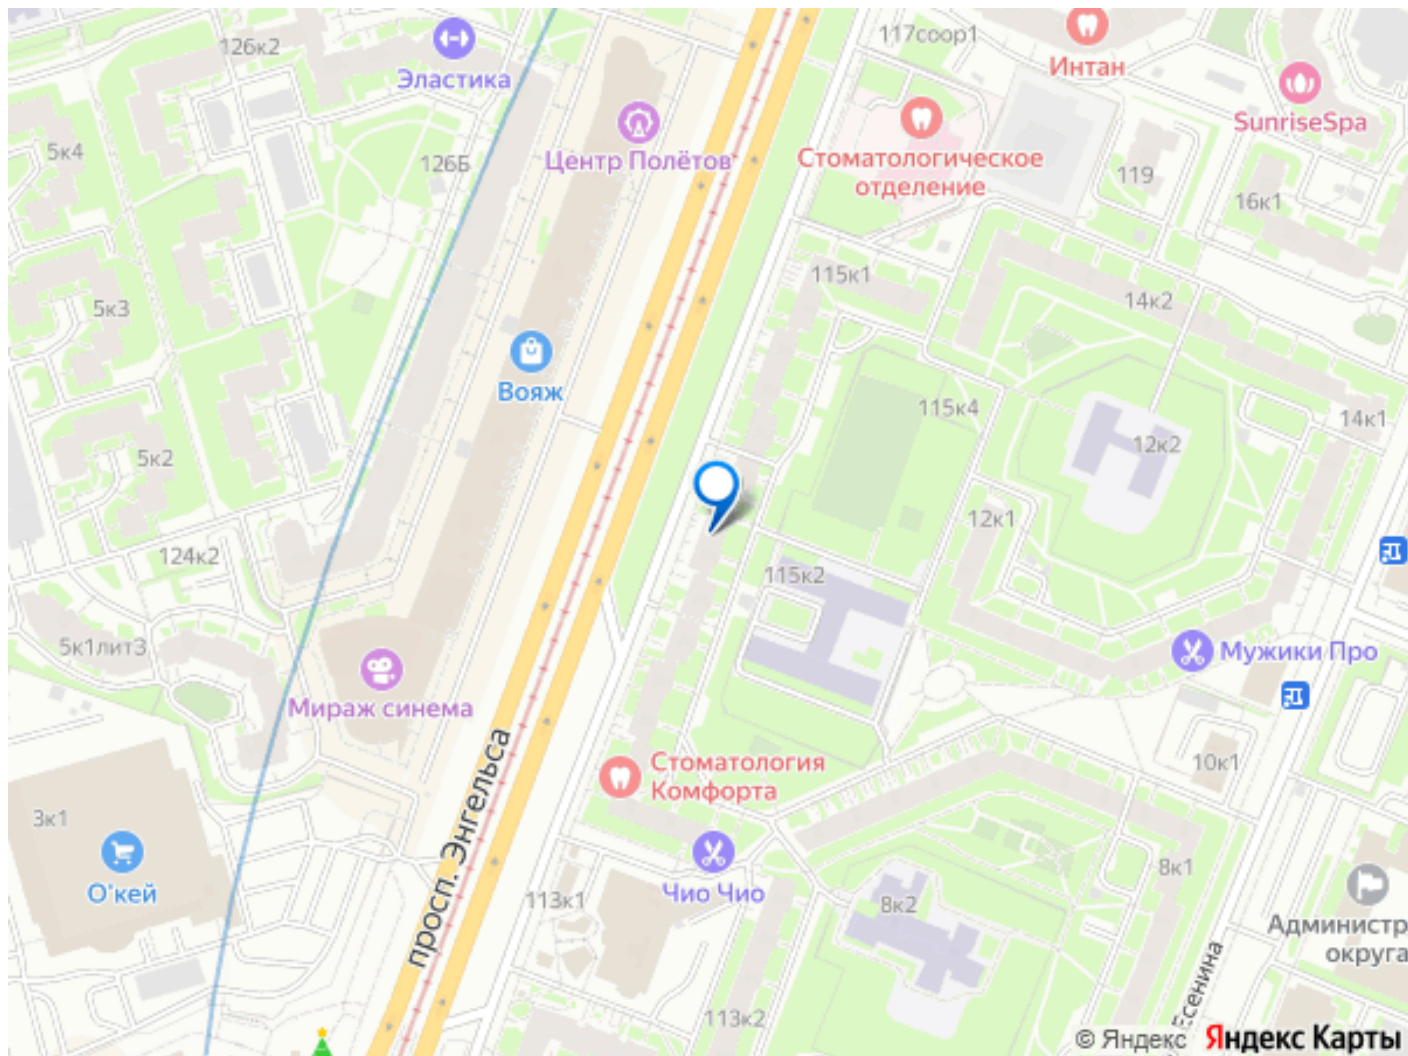 126к2
Эластика
117соор1
Интан
SunriseSpa
Центр Полётов
Стоматологическое
отделение
5к4
126Б
119
16к1
115к1
14к2
5к3
Вояж
115к4
14к1
12к2
5к2
12к1
124к2
115к2
5к1лит3
Мужики Про
Мираж синема
просп. Энгельса
Стоматология
Комфорта
10к1
3к1
О'кей
Чио Чио
8к1
113к1
8к2
Администр
округа
Есенина
113к2
© Яндекс Яндекс Карты